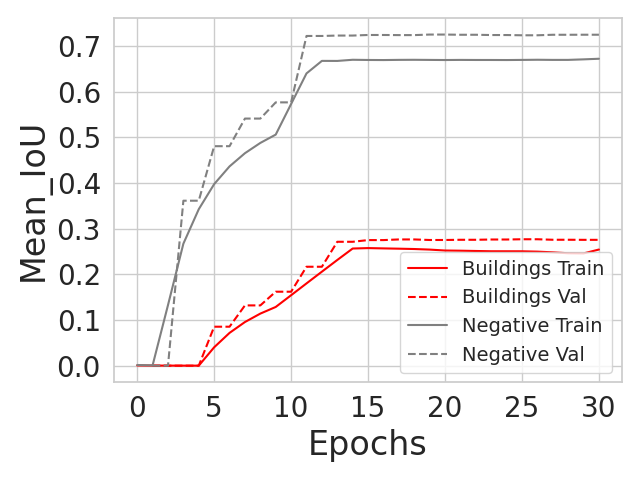 Mean_IoU
0.7
0.6
0.5
0.4
0.3
0.2
0.1
0.0
Buildings Train
Buildings Val
Negative Train
Negative Val
0 5 10 15 20 25 30
Epochs